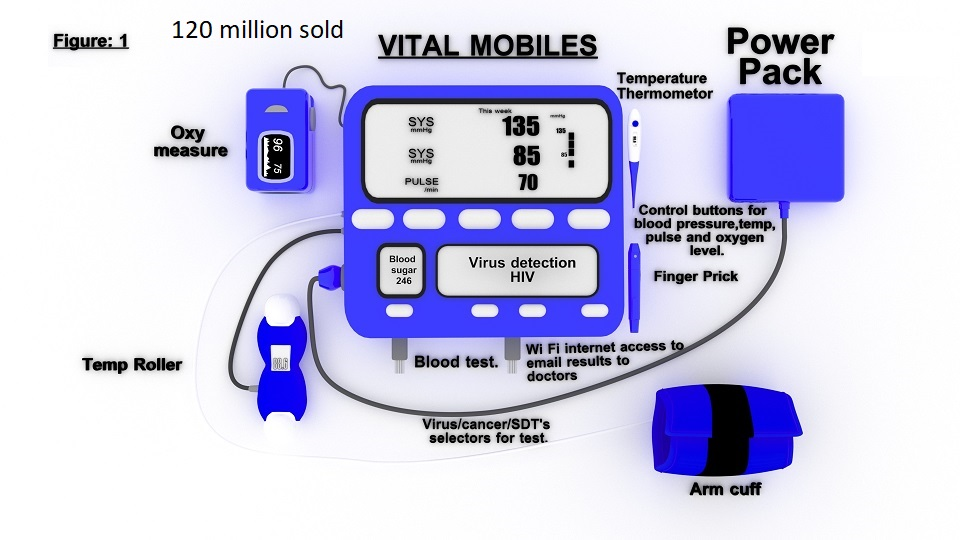 Figure: 1
120 million sold
VITAL MOBILES
Power
Pack
Temperature
Thermometor
Oxy
measure
96
75
This week
SYS
mmHg
135
mmHg
135
SYS
mmHg
85
85
PULSE
/min
70
Control buttons for
blood pressure,temp,
pulse and oxygen
level.
Blood
sugar
246
Virus detection
HIV
Finger Prick
Temp Roller
Blood test.
Wi Fi internet access to
email results to
doctors
Virus/cancer/SDT's
selectors for test.
Arm cuff